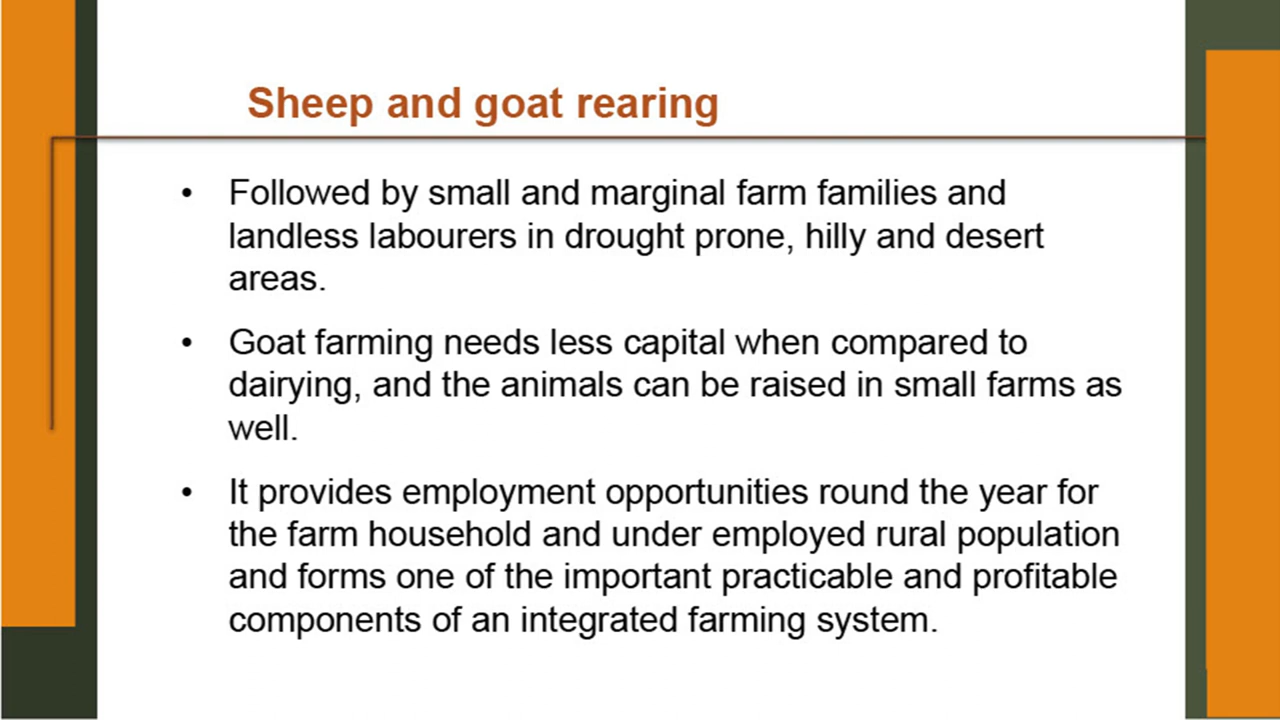 Sheep and goat rearing
• Followed by small and marginal farm families and
landless labourers in drought prone, hilly and desert
areas.
• Goat farming needs less capital when compared to
dairying, and the animals can be raised in small farms as
well.
• It provides employment opportunities round the year for
the farm household and under employed rural population
and forms one of the important practicable and profitable
components of an integrated farming system.